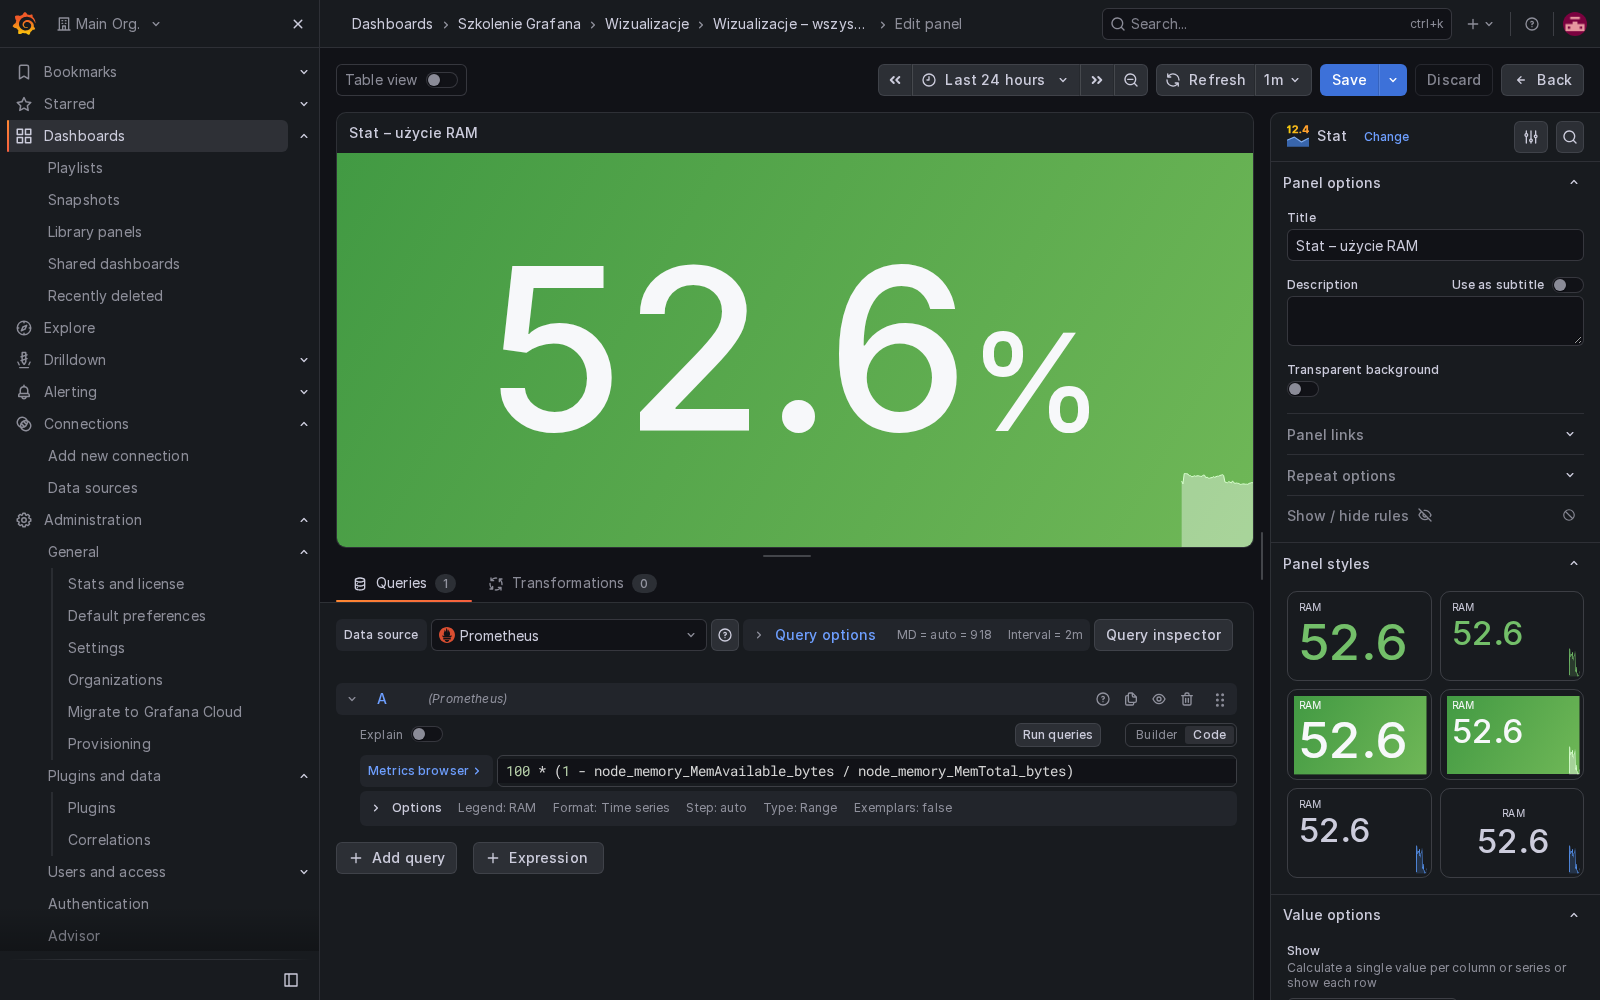 Main Org.
Dashboards
Szkolenie Grafana
Wizualizacje
Wizualizacje – wszys...
Edit panel
Search...
ctrl+k
Bookmarks
Starred
Dashboards
Playlists
Snapshots
Library panels
Shared dashboards
Recently deleted
Explore
Drilldown
Alerting
Connections
Add new connection
Data sources
Administration
General
Stats and license
Default preferences
Settings
Organizations
Migrate to Grafana Cloud
Provisioning
Plugins and data
Plugins
Correlations
Users and access
Authentication
Advisor
Table view
Last 24 hours
Refresh
1m
Save
Discard
Back
Stat – użycie RAM
52.6%
Queries 1
Transformations 0
Data source
Prometheus
Query options
MD = auto = 918
Interval = 2m
Query inspector
A
(Prometheus)
Explain
Run queries
Builder
Code
Metrics browser
100 * (1 - node_memory_MemAvailable_bytes / node_memory_MemTotal_bytes)
Options
Legend: RAM
Format: Time series
Step: auto
Type: Range
Exemplars: false
Add query
Expression
12.4
Stat
Change
Panel options
Title
Stat – użycie RAM
Description
Use as subtitle
Transparent background
Panel links
Repeat options
Show / hide rules
Panel styles
RAM
52.6
RAM
52.6
RAM
52.6
RAM
52.6
RAM
52.6
RAM
52.6
Value options
Show
Calculate a single value per column or series or
show each row